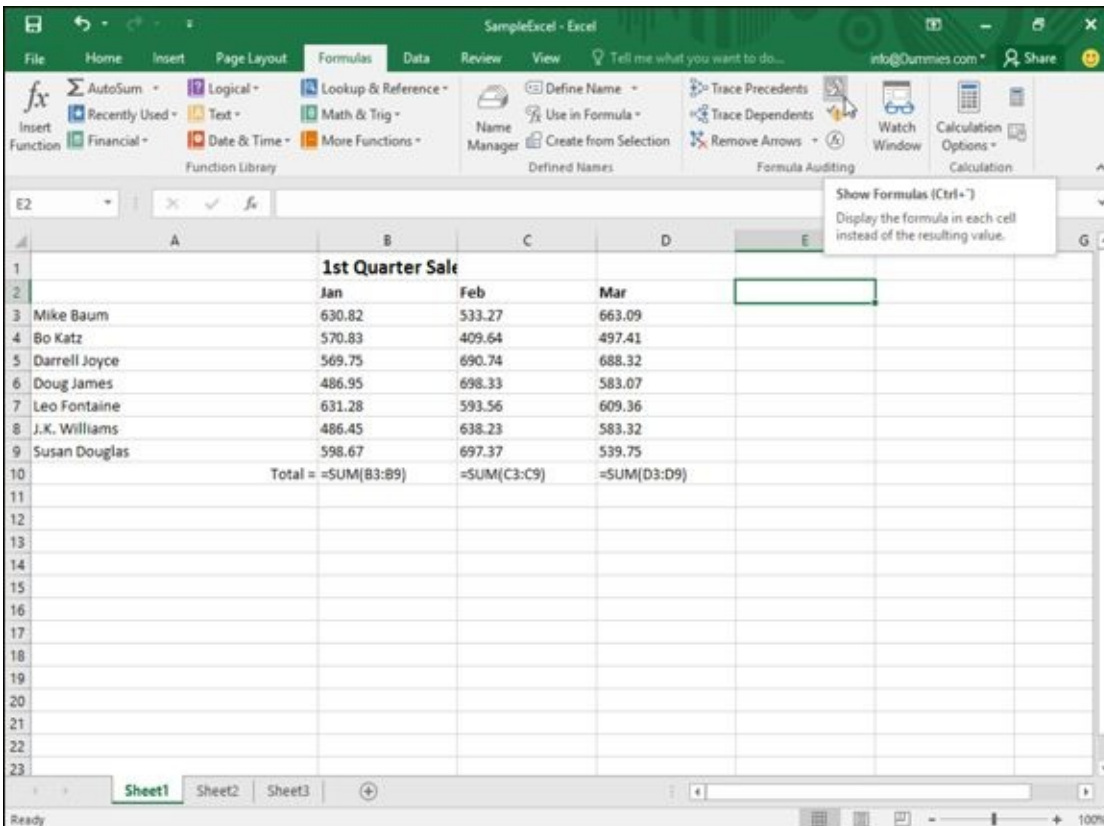 SampleExcel - Excel
File Home Insert Page Layout Formulas Data Review View Tell me what you want to do... info@Dummies.com Share
fx Insert Function
AutoSum Logical Lookup & Reference
Recently Used Text Math & Trig
Financial Date & Time More Functions
Function Library
Name Manager
Define Name
Use in Formula
Create from Selection
Defined Names
Trace Precedents
Trace Dependents
Remove Arrows
Formula Auditing
Watch Window
Calculation Options
Calculation
Show Formulas (Ctrl+`)
Display the formula in each cell
instead of the resulting value.
E2 fx
A B C D E G
1 1st Quarter Sale
2 Jan Feb Mar
3 Mike Baum 630.82 533.27 663.09
4 Bo Katz 570.83 409.64 497.41
5 Darrell Joyce 569.75 690.74 688.32
6 Doug James 486.95 698.33 583.07
7 Leo Fontaine 631.28 593.56 609.36
8 J.K. Williams 486.45 638.23 583.32
9 Susan Douglas 598.67 697.37 539.75
10 Total = =SUM(B3:B9) =SUM(C3:C9) =SUM(D3:D9)
11
12
13
14
15
16
17
18
19
20
21
22
23
Sheet1 Sheet2 Sheet3
Ready 100%